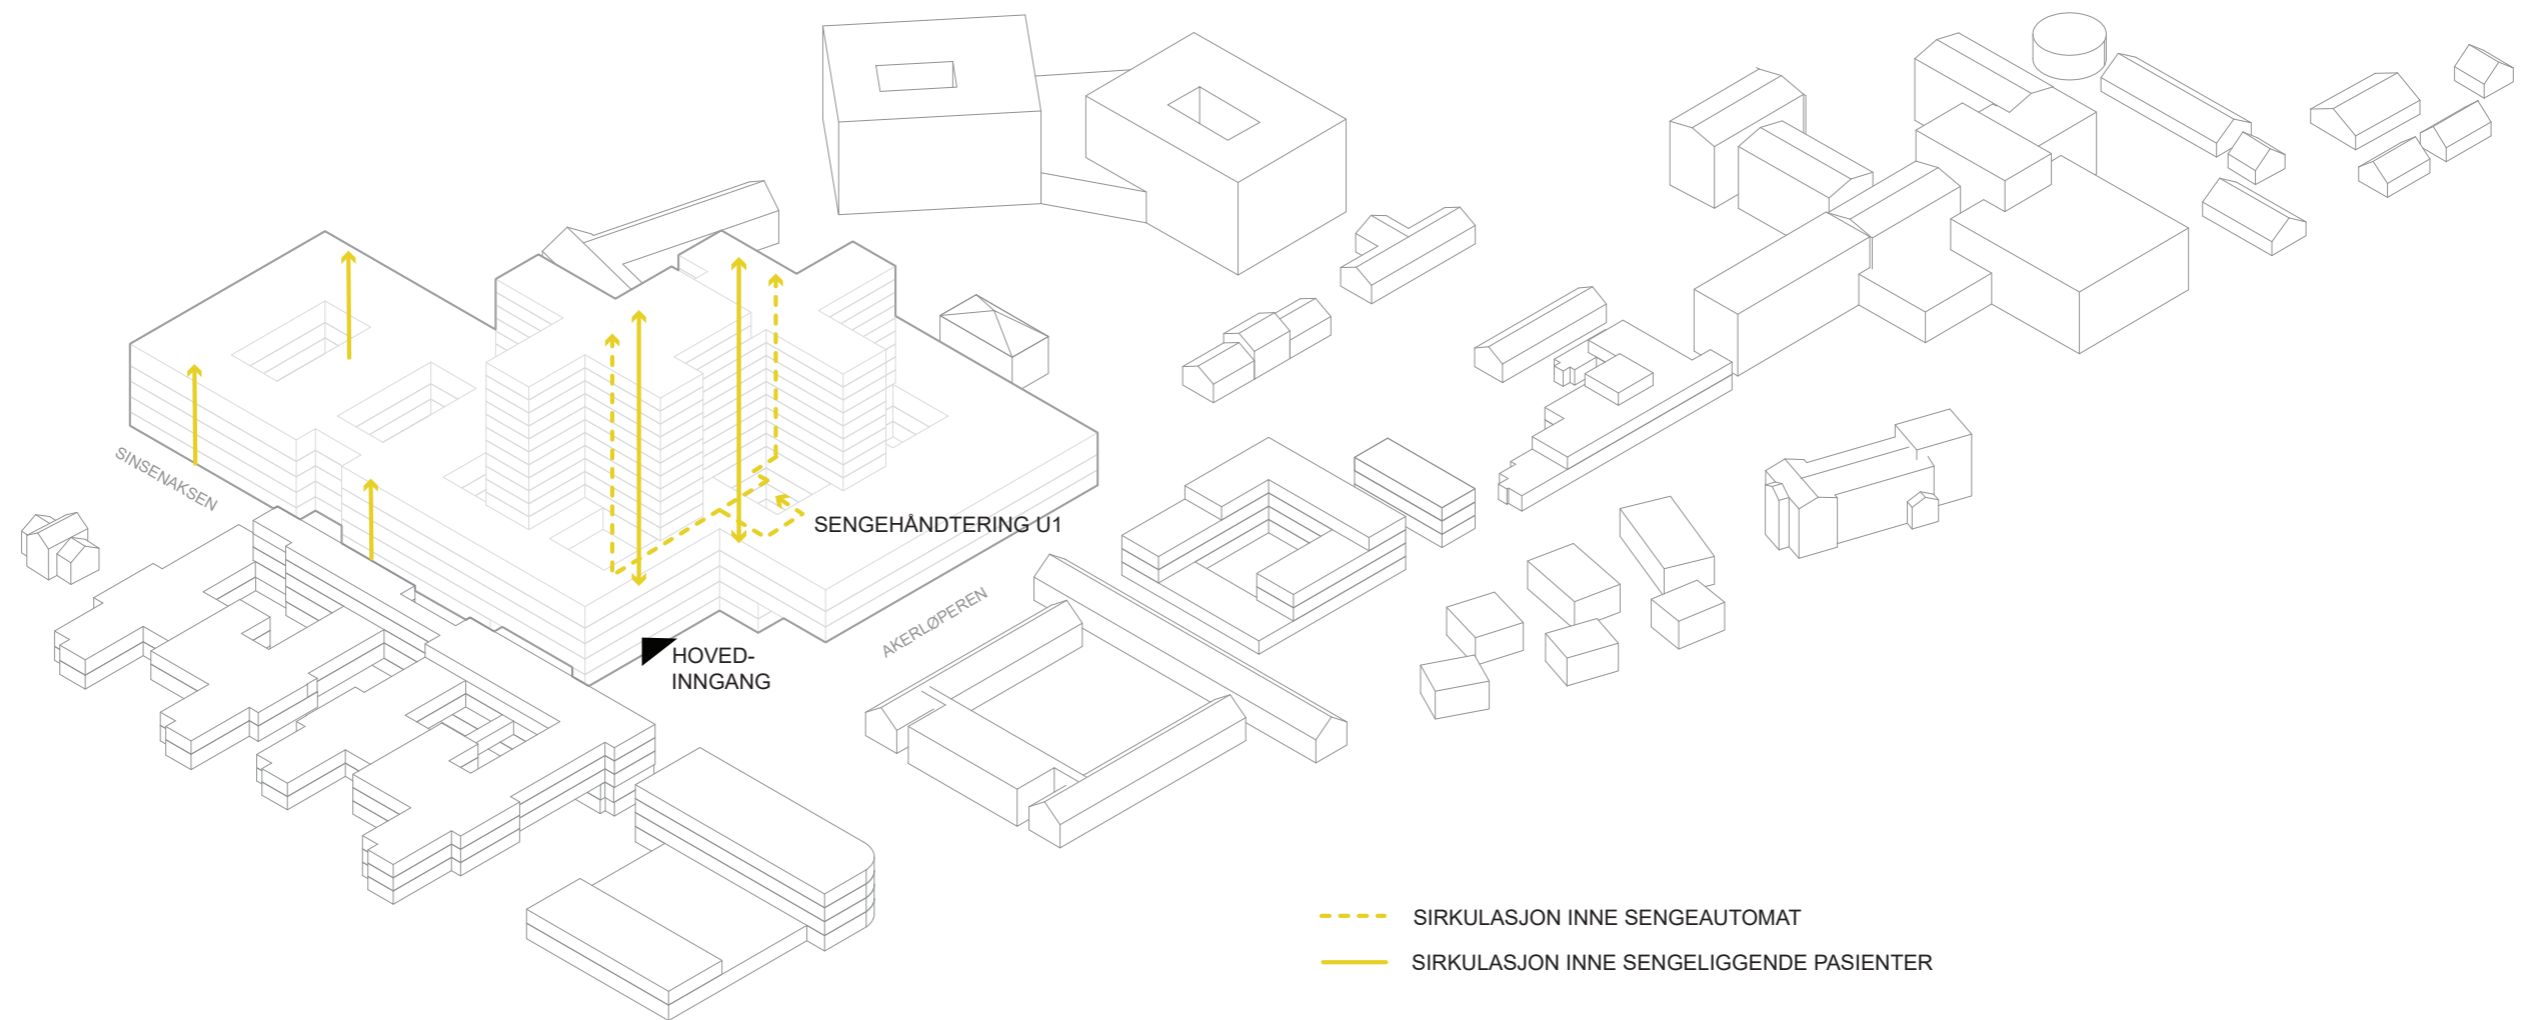 SINSENAKSEN
SENGEHÅNDTERING U1
AKERLØPEREN
HOVED-
INNGANG
SIRKULASJON INNE SENGEAUTOMAT
SIRKULASJON INNE SENGELIGGENDE PASIENTER